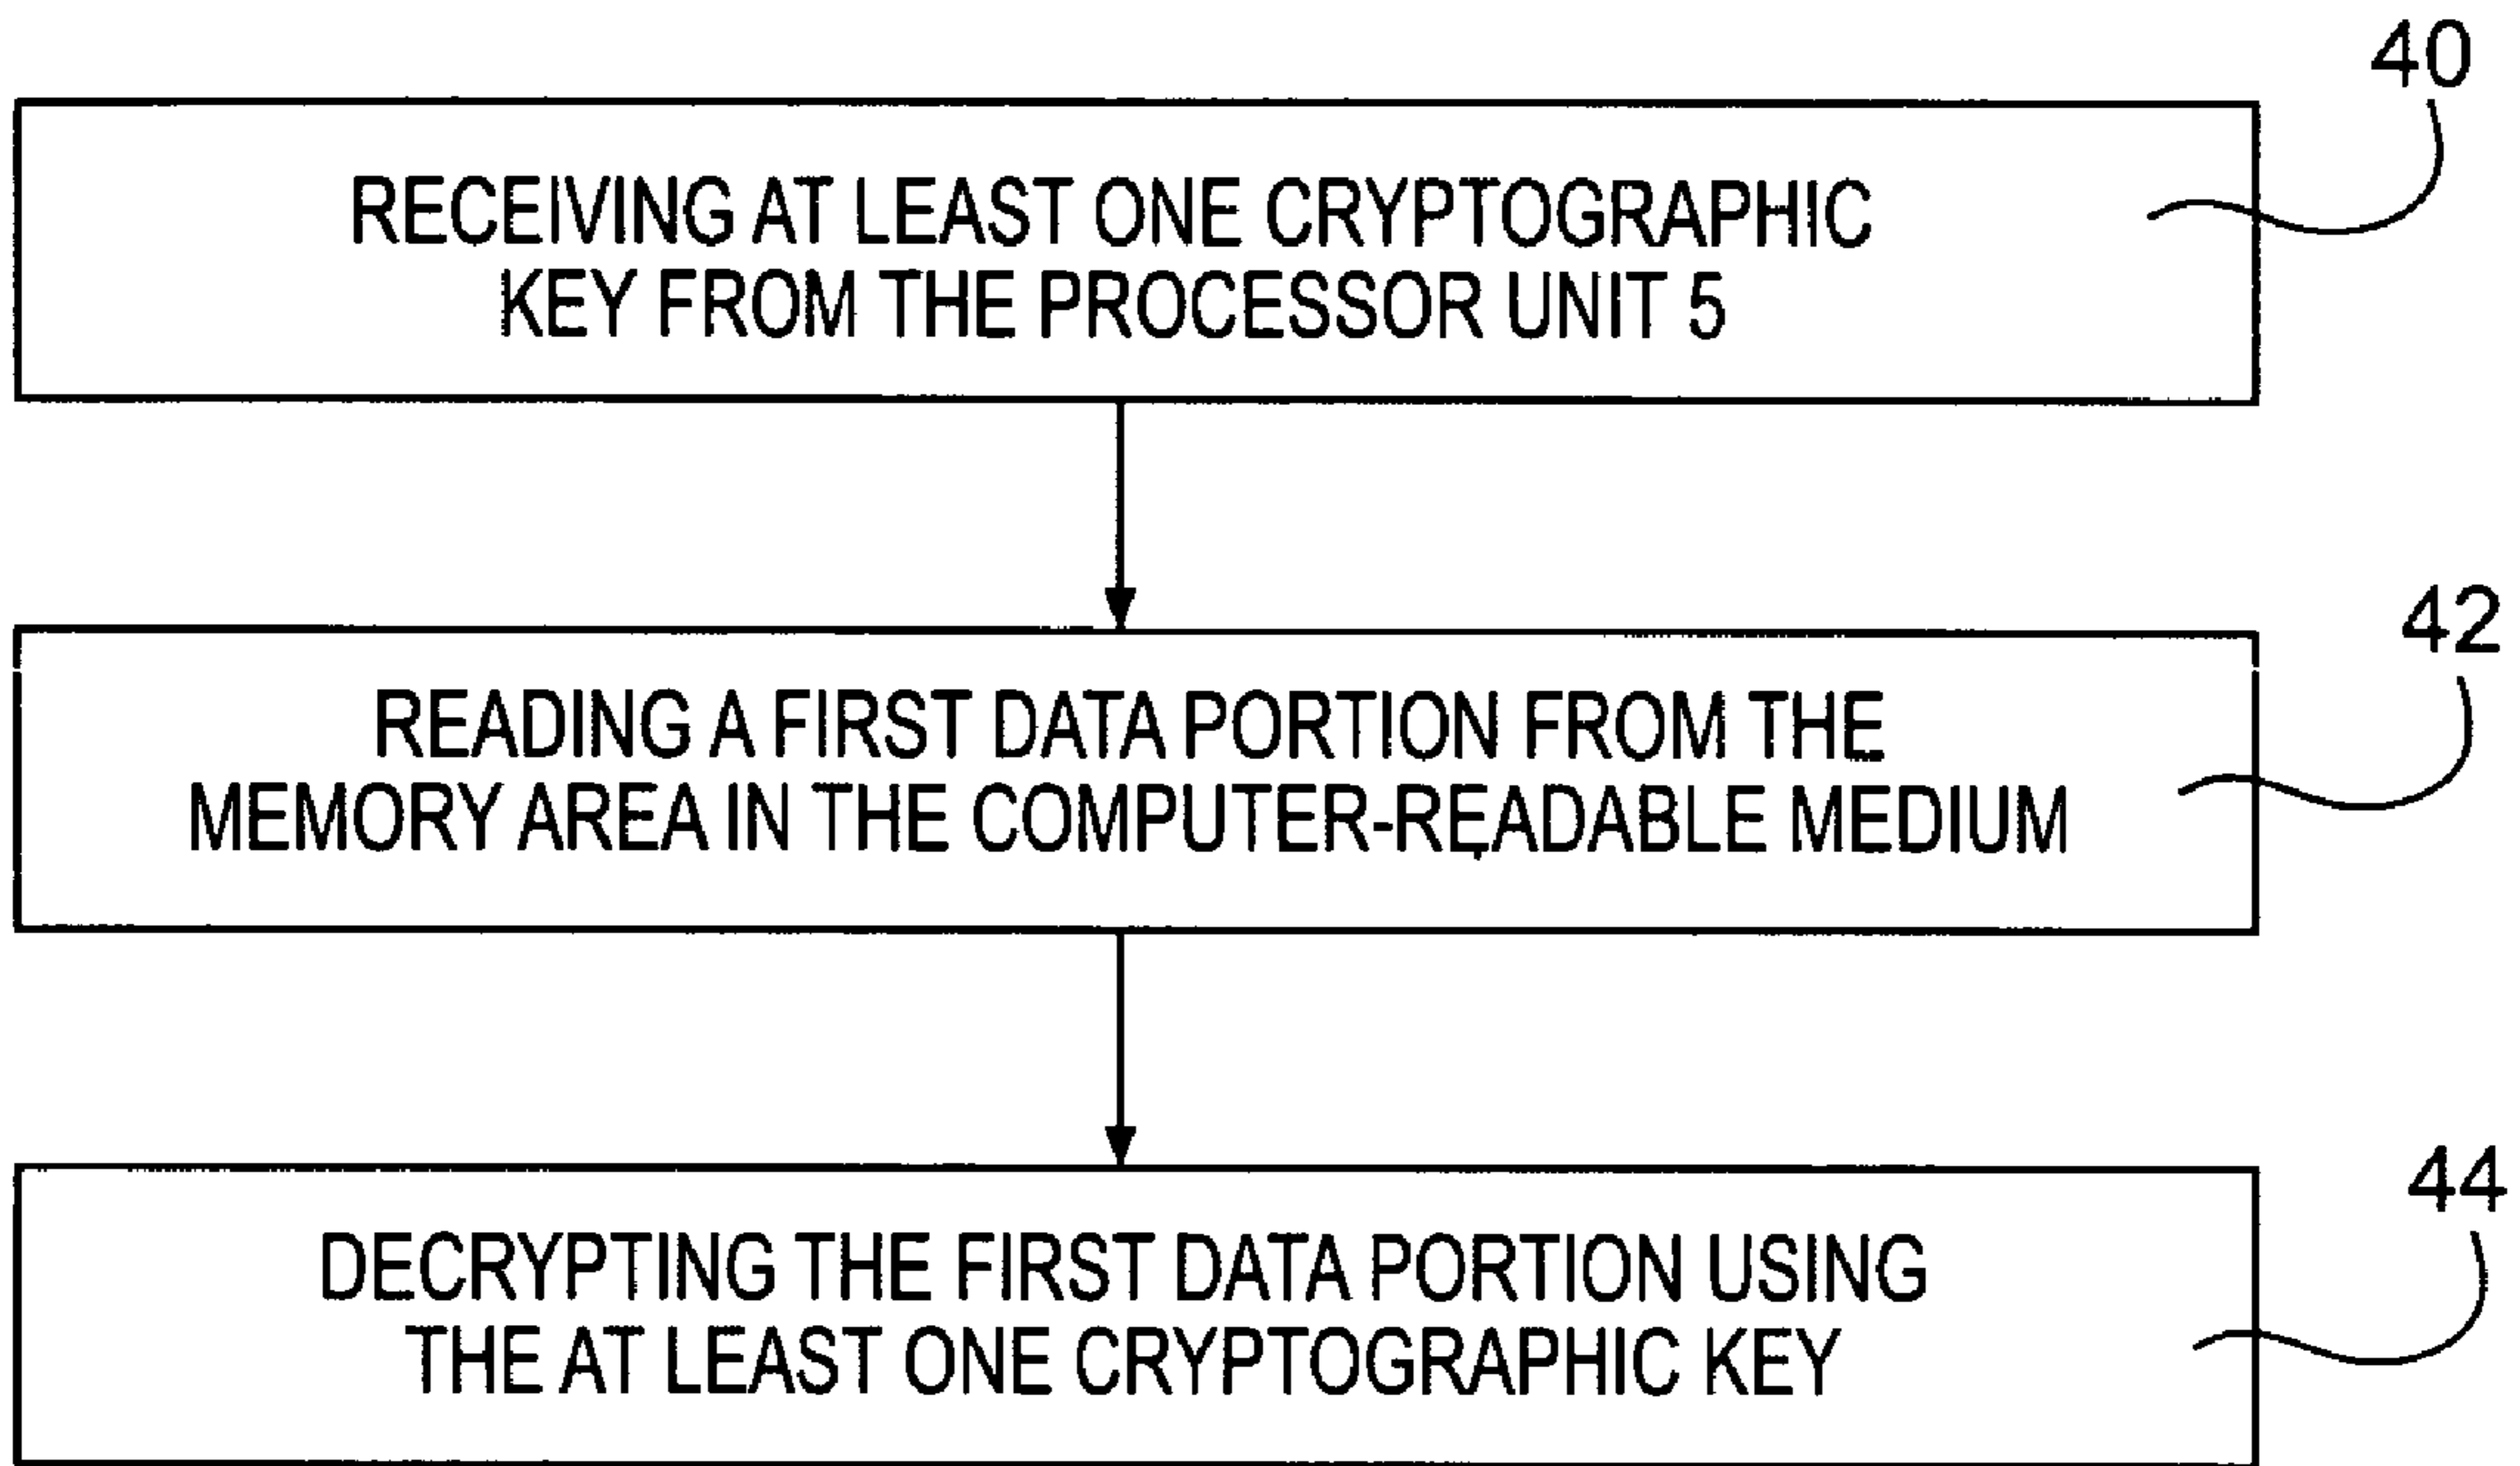 40
RECEIVING AT LEAST ONE CRYPTOGRAPHIC
KEY FROM THE PROCESSOR UNIT 5
42
READING A FIRST DATA PORTION FROM THE
MEMORY AREA IN THE COMPUTER-READABLE MEDIUM
44
DECRYPTING THE FIRST DATA PORTION USING
THE AT LEAST ONE CRYPTOGRAPHIC KEY